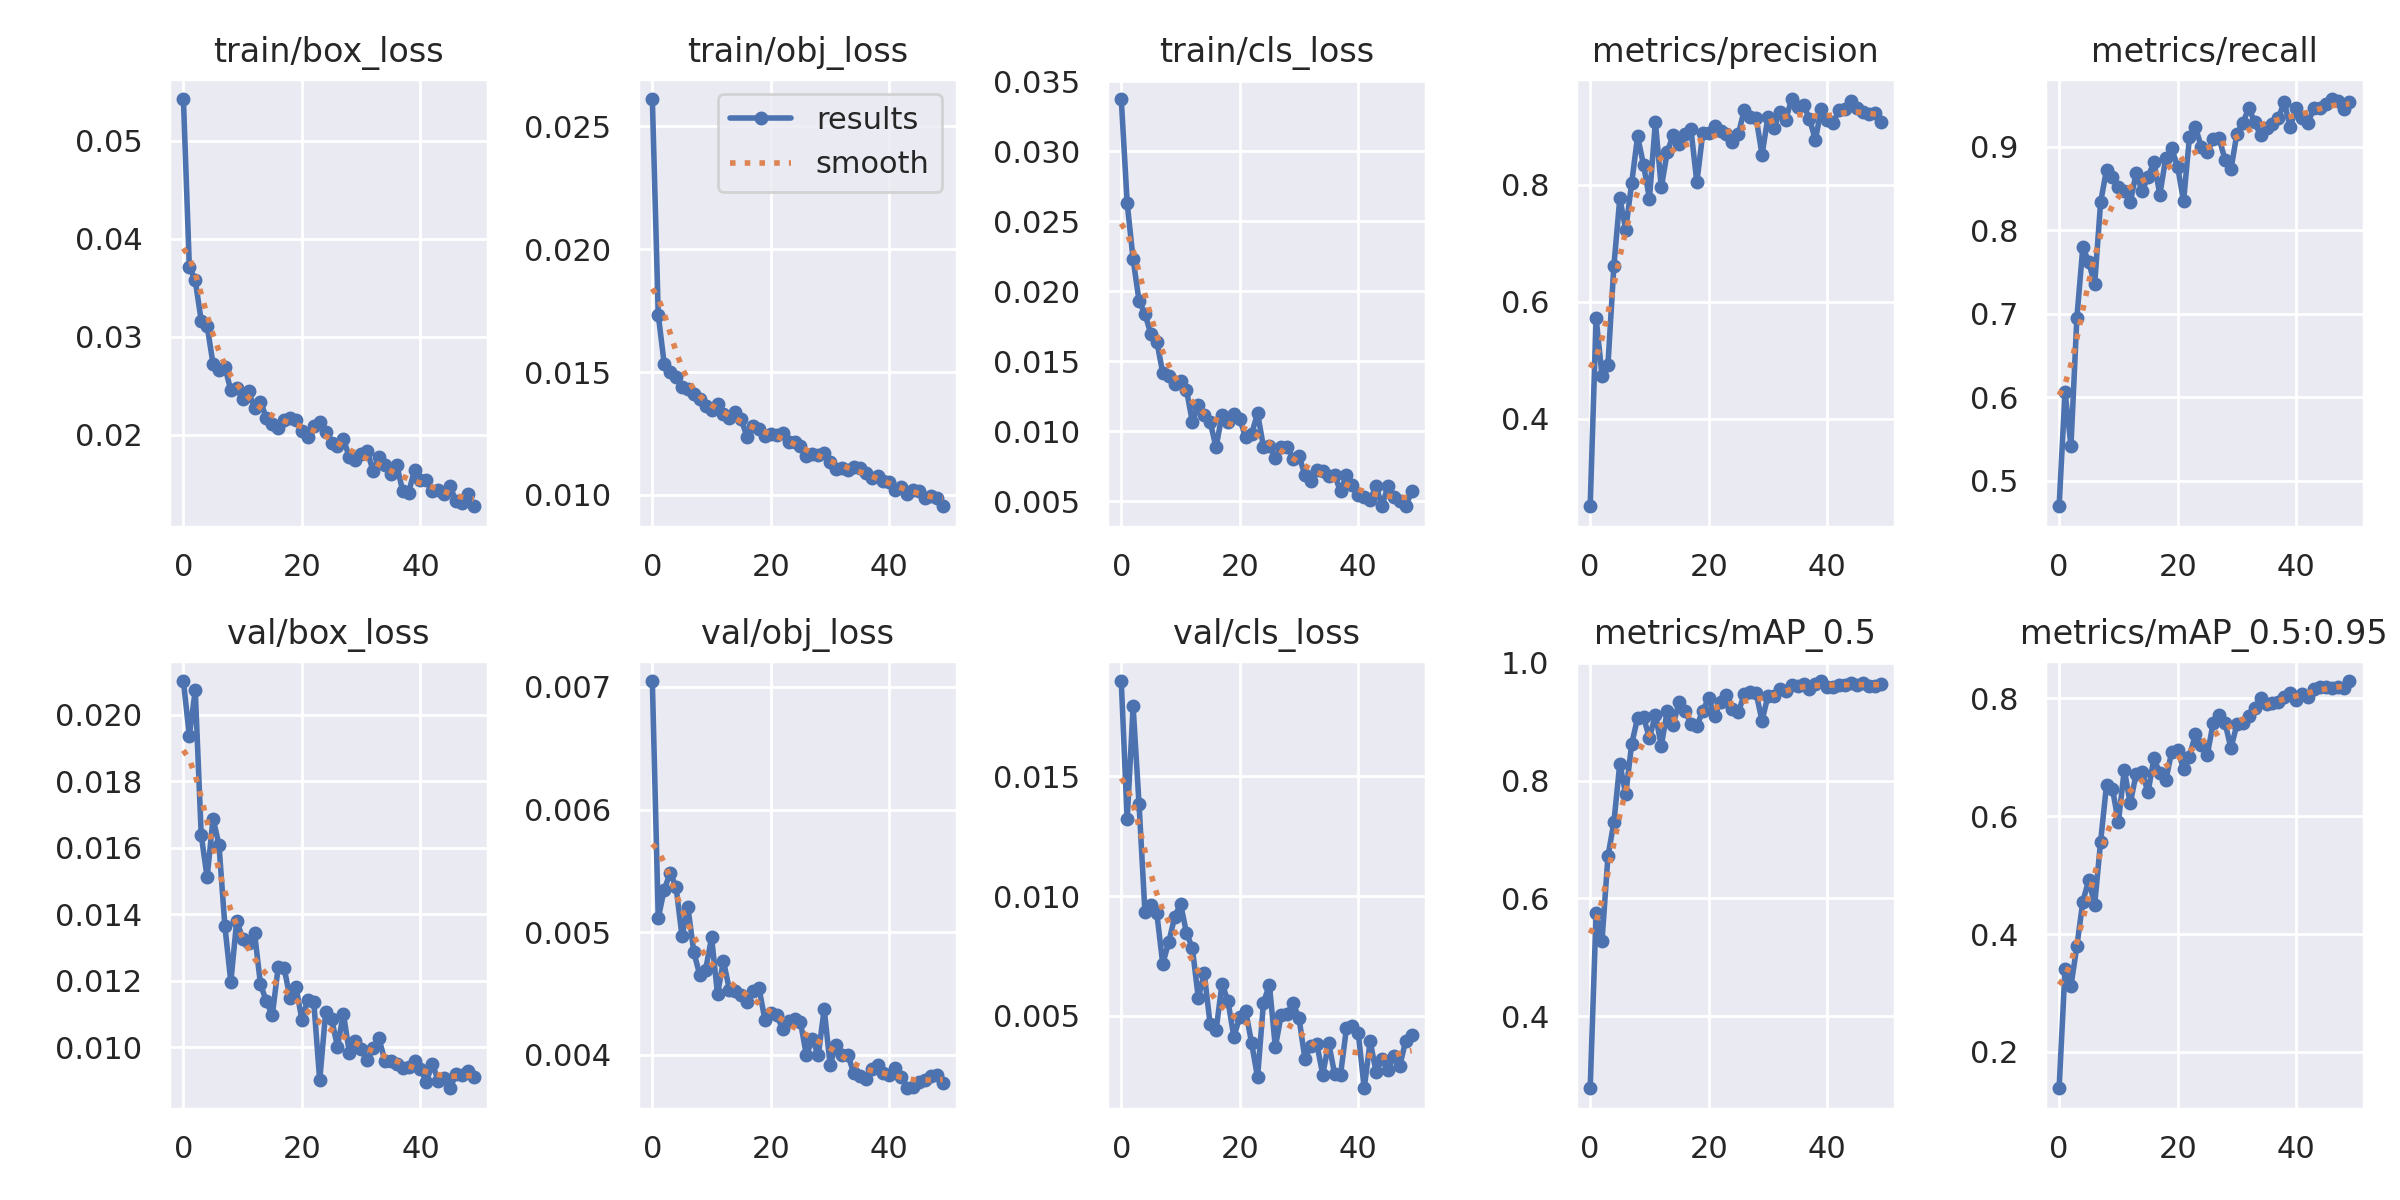 train/box_loss
0.05
0.04
0.03
0.02
0 20 40
train/obj_loss
results
smooth
0.025
0.020
0.015
0.010
0 20 40
train/cls_loss
0.035
0.030
0.025
0.020
0.015
0.010
0.005
0 20 40
metrics/precision
0.8
0.6
0.4
0 20 40
metrics/recall
0.9
0.8
0.7
0.6
0.5
0 20 40
val/box_loss
0.020
0.018
0.016
0.014
0.012
0.010
0 20 40
val/obj_loss
0.007
0.006
0.005
0.004
0 20 40
val/cls_loss
0.015
0.010
0.005
0 20 40
metrics/mAP_0.5
1.0
0.8
0.6
0.4
0 20 40
metrics/mAP_0.5:0.95
0.8
0.6
0.4
0.2
0 20 40